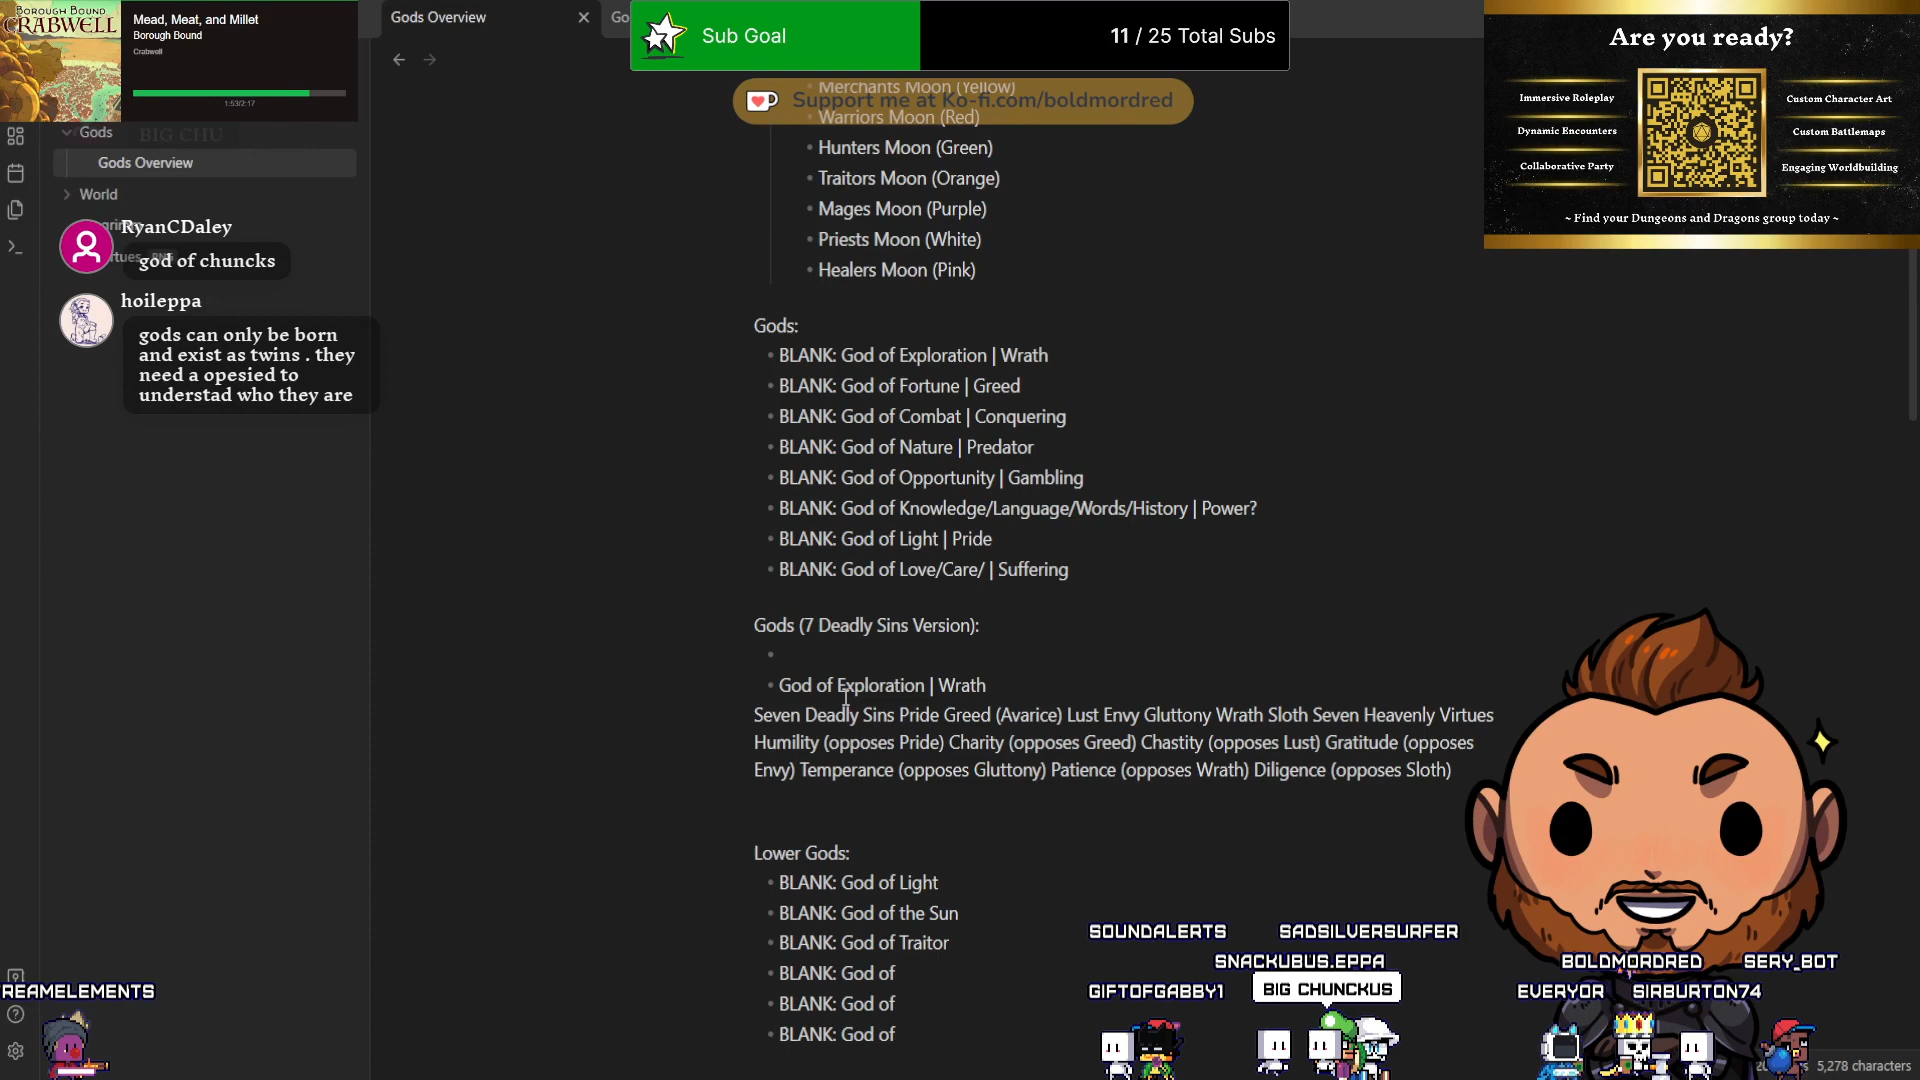 BOROUGH BOUND
CRABWELL
Mead, Meat, and Millet
Borough Bound
Crabwell
1:53/2:17
Gods Overview
Go
Sub Goal
11 / 25 Total Subs
Support me at Ko-fi.com/boldmordred
Are you ready?
Immersive Roleplay
Dynamic Encounters
Collaborative Party
Custom Character Art
Custom Battlemaps
Engaging Worldbuilding
~ Find your Dungeons and Dragons group today ~
Gods
BIG CHU
Gods Overview
World
RyanCDaley
god of chuncks
hoileppa
gods can only be born
and exist as twins . they
need a opesied to
understad who they are
Merchants Moon (Yellow)
Warriors Moon (Red)
Hunters Moon (Green)
Traitors Moon (Orange)
Mages Moon (Purple)
Priests Moon (White)
Healers Moon (Pink)
Gods:
BLANK: God of Exploration | Wrath
BLANK: God of Fortune | Greed
BLANK: God of Combat | Conquering
BLANK: God of Nature | Predator
BLANK: God of Opportunity | Gambling
BLANK: God of Knowledge/Language/Words/History | Power?
BLANK: God of Light | Pride
BLANK: God of Love/Care/ | Suffering
Gods (7 Deadly Sins Version):
God of Exploration | Wrath
Seven Deadly Sins Pride Greed (Avarice) Lust Envy Gluttony Wrath Sloth Seven Heavenly Virtues
Humility (opposes Pride) Charity (opposes Greed) Chastity (opposes Lust) Gratitude (opposes
Envy) Temperance (opposes Gluttony) Patience (opposes Wrath) Diligence (opposes Sloth)
Lower Gods:
BLANK: God of Light
BLANK: God of the Sun
BLANK: God of Traitor
BLANK: God of
BLANK: God of
BLANK: God of
REAMELEMENTS
SOUNDALERTS
SADSILVERSURFER
SNACKUBUS.EPPA
GIFTOFGABBY1
BIG CHUNCKUS
BOLDMORDRED
SERY_BOT
EVERYOR
SIRBURTON74
5,278 characters